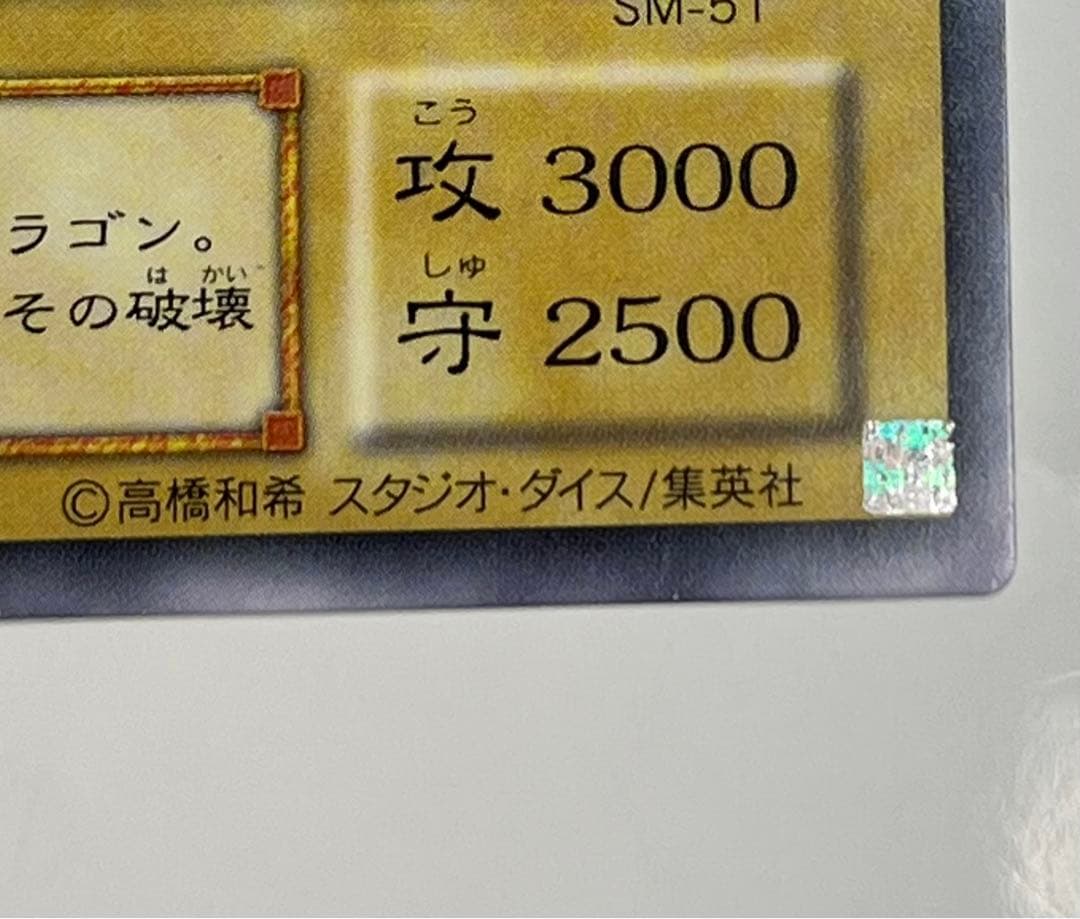 SM-51
こう
攻 3000
しゅ
守 2500
ラゴン。
は かい
その破壊
©高橋和希 スタジオ・ダイス/集英社